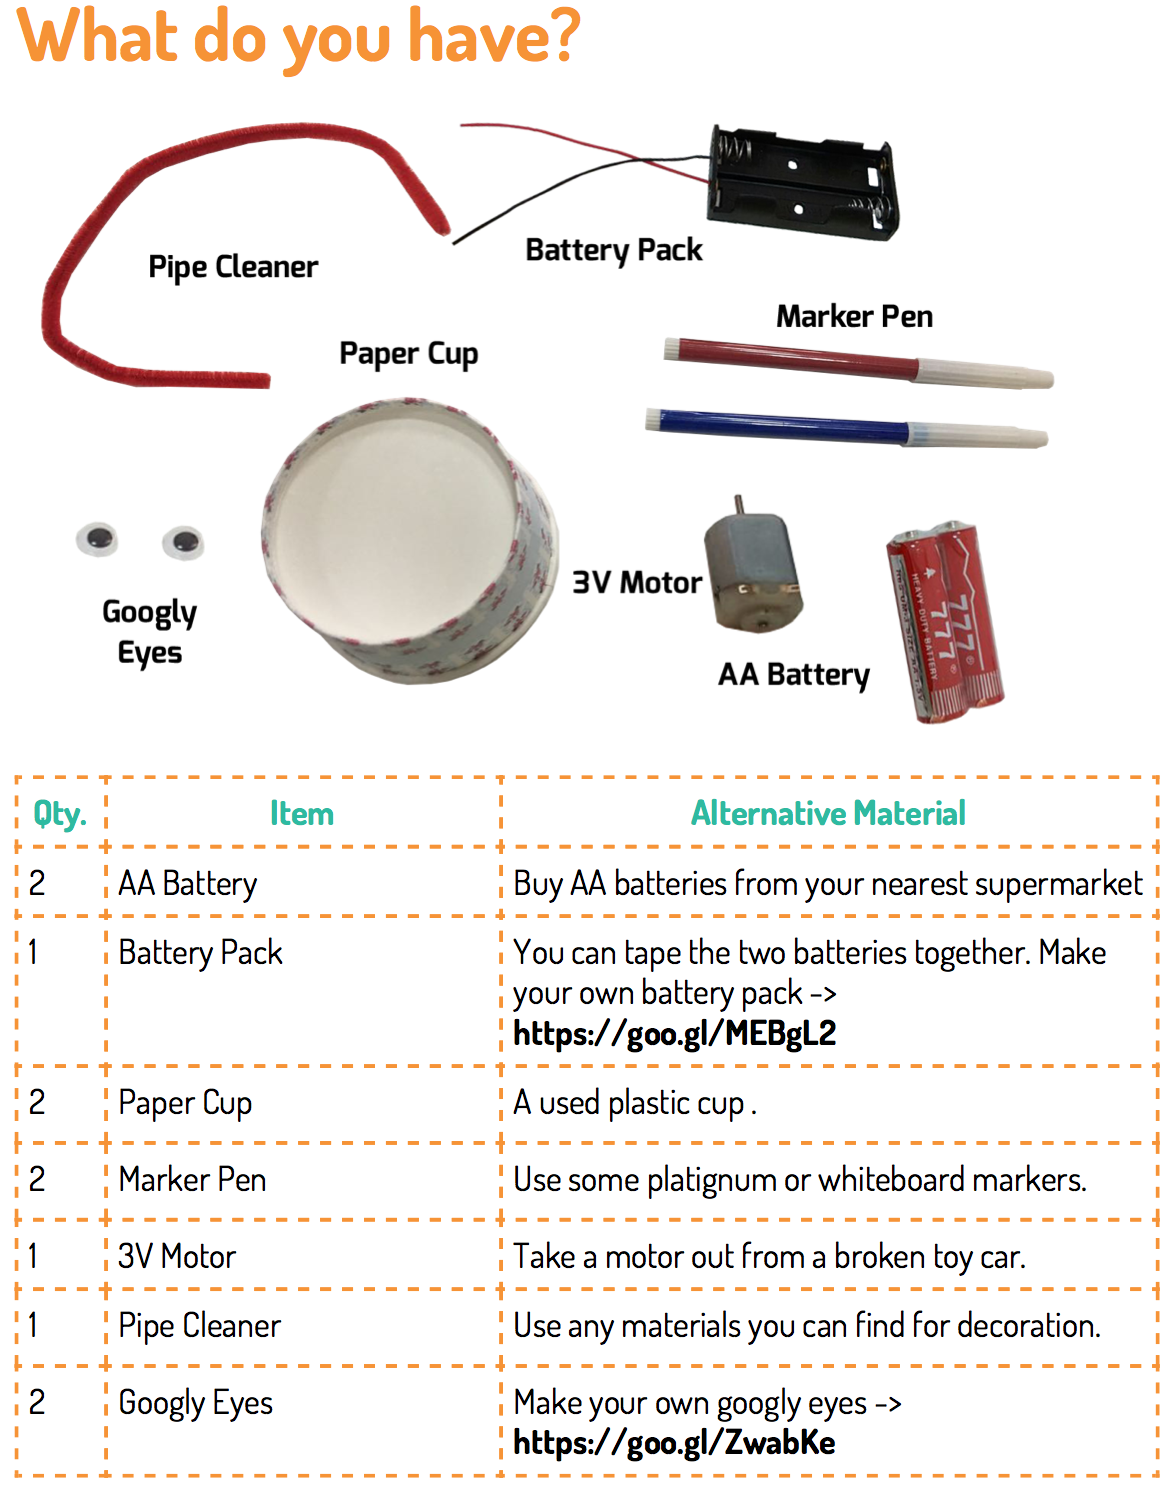 What do you have?
Pipe Cleaner
Battery Pack
Marker Pen
Paper Cup
Googly
Eyes
3V Motor
AA Battery
HEAVY DUTY BATTERY
777
777
Qty. Item Alternative Material
2 AA Battery Buy AA batteries from your nearest supermarket
1 Battery Pack You can tape the two batteries together. Make
your own battery pack ->
https://goo.gl/MEBgL2
2 Paper Cup A used plastic cup .
2 Marker Pen Use some platignum or whiteboard markers.
1 3V Motor Take a motor out from a broken toy car.
1 Pipe Cleaner Use any materials you can find for decoration.
2 Googly Eyes Make your own googly eyes ->
https://goo.gl/ZwabKe